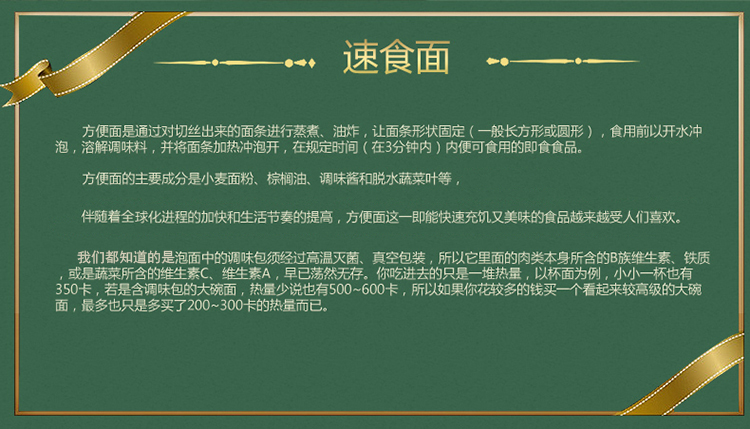 速食面
方便面是通过对切丝出来的面条进行蒸煮、油炸，让面条形状固定（一般长方形或圆形），食用前以开水冲
泡，溶解调味料，并将面条加热冲泡开，在规定时间（在3分钟内）内便可食用的即食食品。
方便面的主要成分是小麦面粉、棕榈油、调味酱和脱水蔬菜叶等，
伴随着全球化进程的加快和生活节奏的提高，方便面这一即能快速充饥又美味的食品越来越受人们喜欢。
我们都知道的是泡面中的调味包须经过高温灭菌、真空包装，所以它里面的肉类本身所含的B族维生素、铁质
，或是蔬菜所含的维生素C、维生素A，早已荡然无存。你吃进去的只是一堆热量，以杯面为例，小小一杯也有
350卡，若是含调味包的大碗面，热量少说也有500~600卡，所以如果你花较多的钱买一个看起来较高级的大碗
面，最多也只是多买了200~300卡的热量而已。